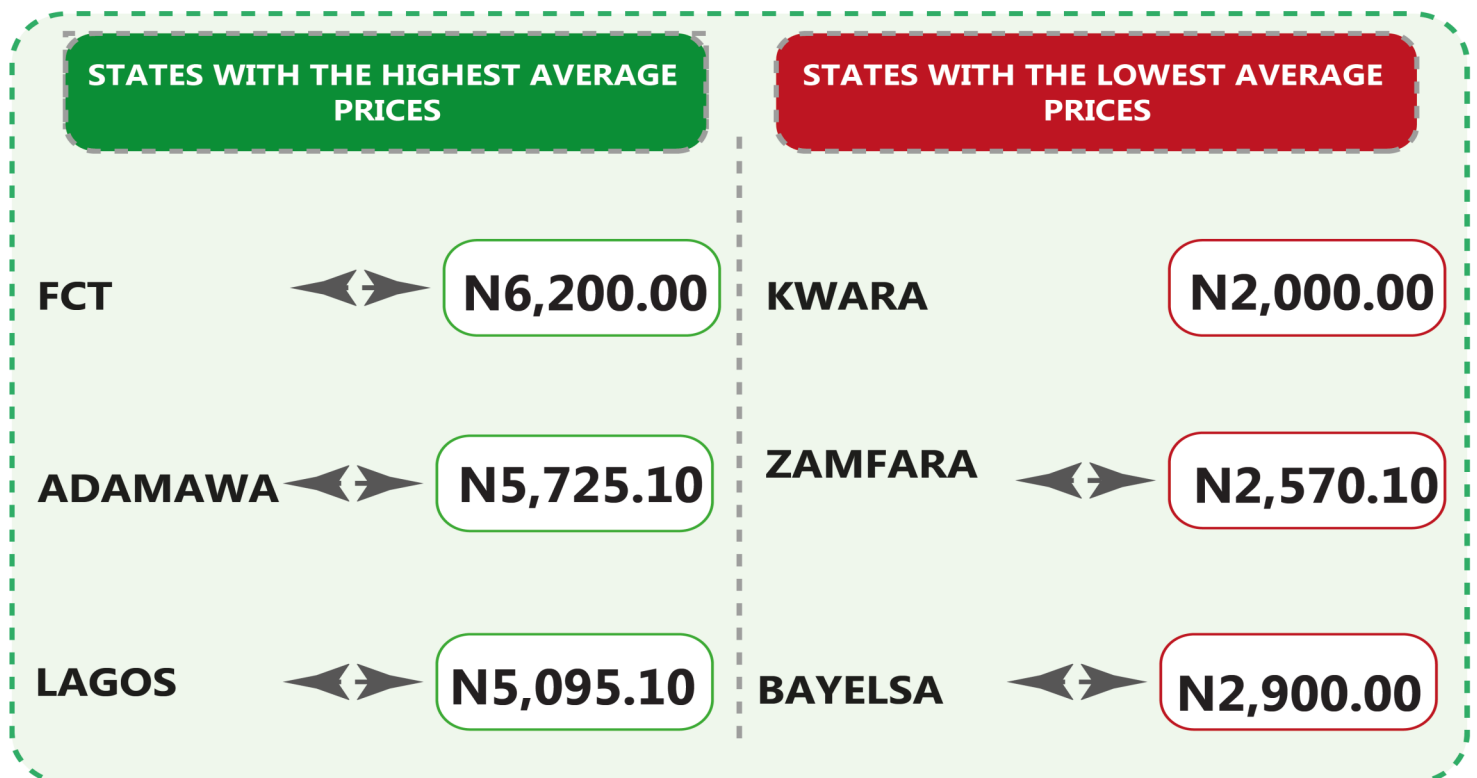 STATES WITH THE HIGHEST AVERAGE
PRICES
FCT N6,200.00
ADAMAWA N5,725.10
LAGOS N5,095.10
STATES WITH THE LOWEST AVERAGE
PRICES
KWARA N2,000.00
ZAMFARA N2,570.10
BAYELSA N2,900.00